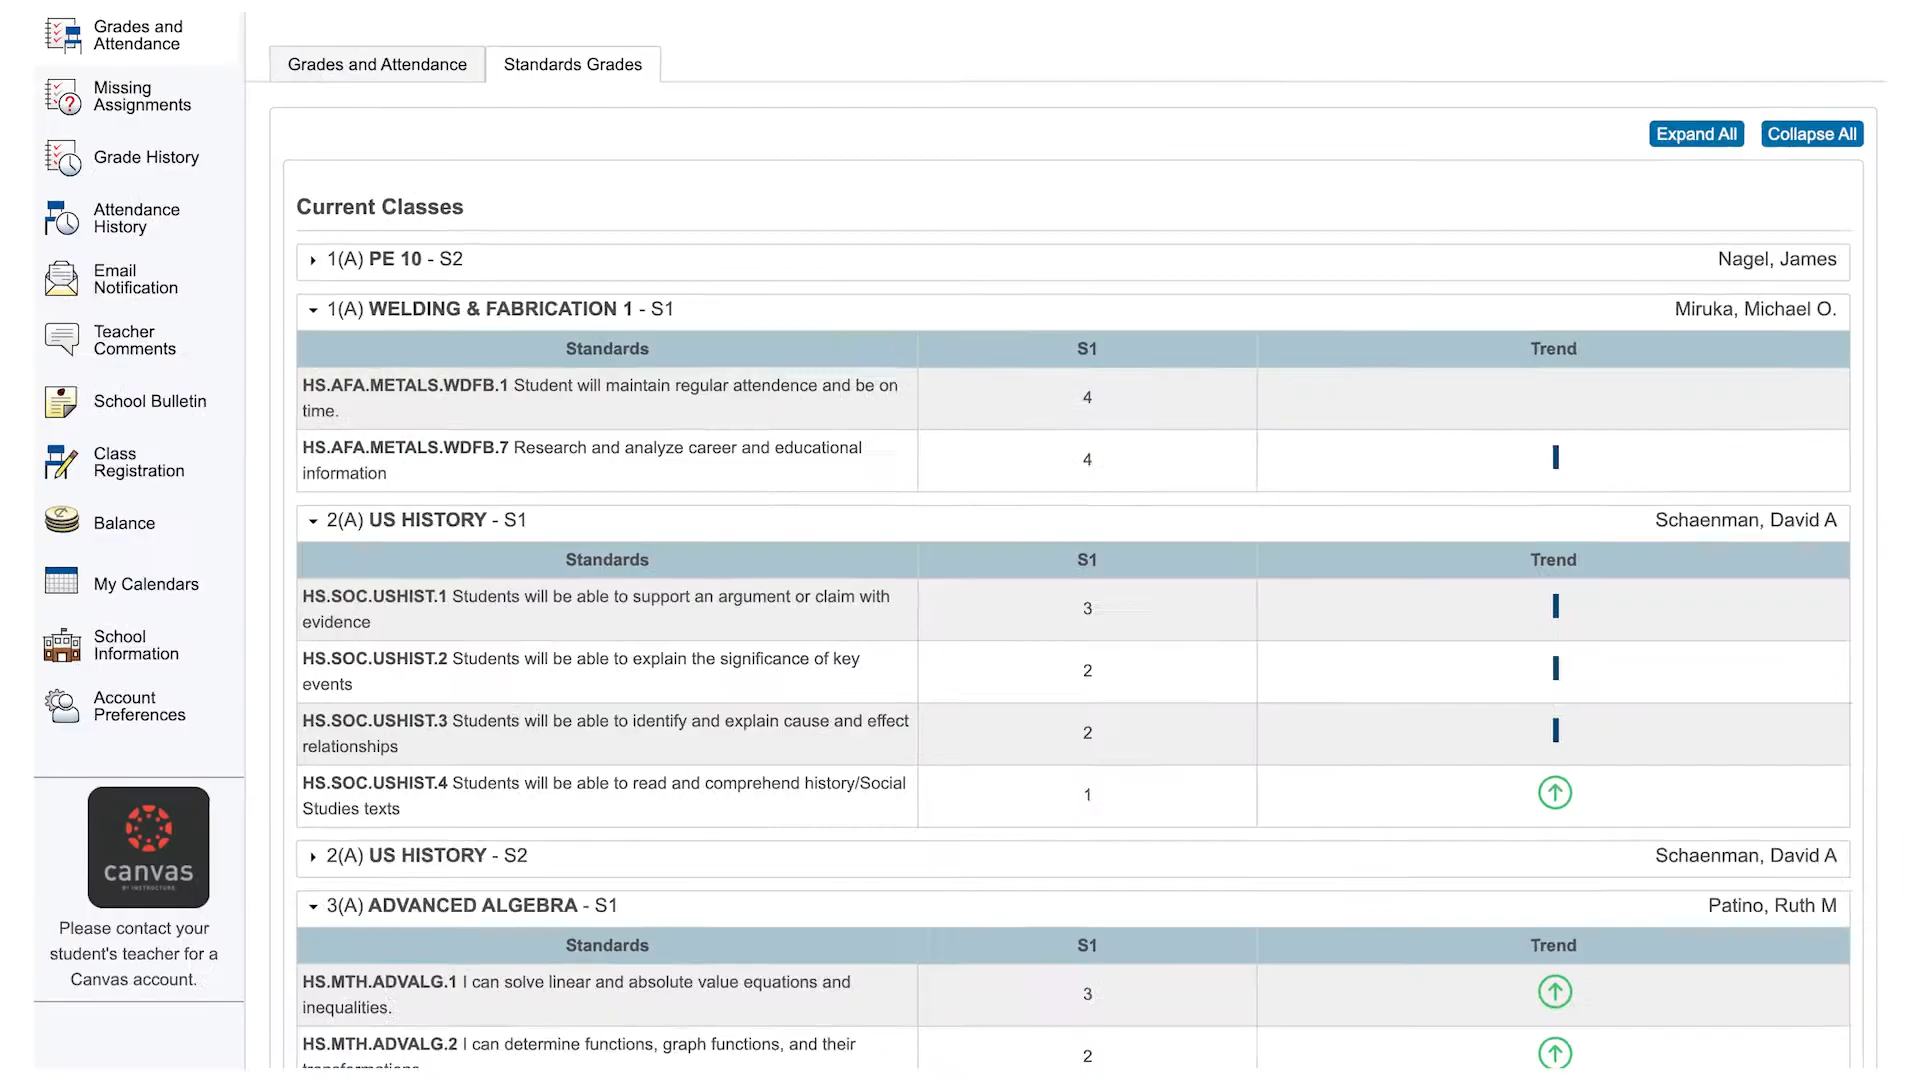 Grades and
Attendance
Missing
Assignments
Grade History
Attendance
History
Email
Notification
Teacher
Comments
School Bulletin
Class
Registration
Balance
My Calendars
School
Information
Account
Preferences
canvas
BY INSTRUCTURE
Please contact your
student's teacher for a
Canvas account.
Grades and Attendance
Standards Grades
Expand All
Collapse All
Current Classes
1(A) PE 10 - S2 Nagel, James
1(A) WELDING & FABRICATION 1 - S1 Miruka, Michael O.
Standards S1 Trend
HS.AFA.METALS.WDFB.1 Student will maintain regular attendence and be on
time.
4
HS.AFA.METALS.WDFB.7 Research and analyze career and educational
information
4
2(A) US HISTORY - S1 Schaenman, David A
Standards S1 Trend
HS.SOC.USHIST.1 Students will be able to support an argument or claim with
evidence
3
HS.SOC.USHIST.2 Students will be able to explain the significance of key
events
2
HS.SOC.USHIST.3 Students will be able to identify and explain cause and effect
relationships
2
HS.SOC.USHIST.4 Students will be able to read and comprehend history/Social
Studies texts
1
2(A) US HISTORY - S2 Schaenman, David A
3(A) ADVANCED ALGEBRA - S1 Patino, Ruth M
Standards S1 Trend
HS.MTH.ADVALG.1 I can solve linear and absolute value equations and
inequalities.
3
HS.MTH.ADVALG.2 I can determine functions, graph functions, and their
2